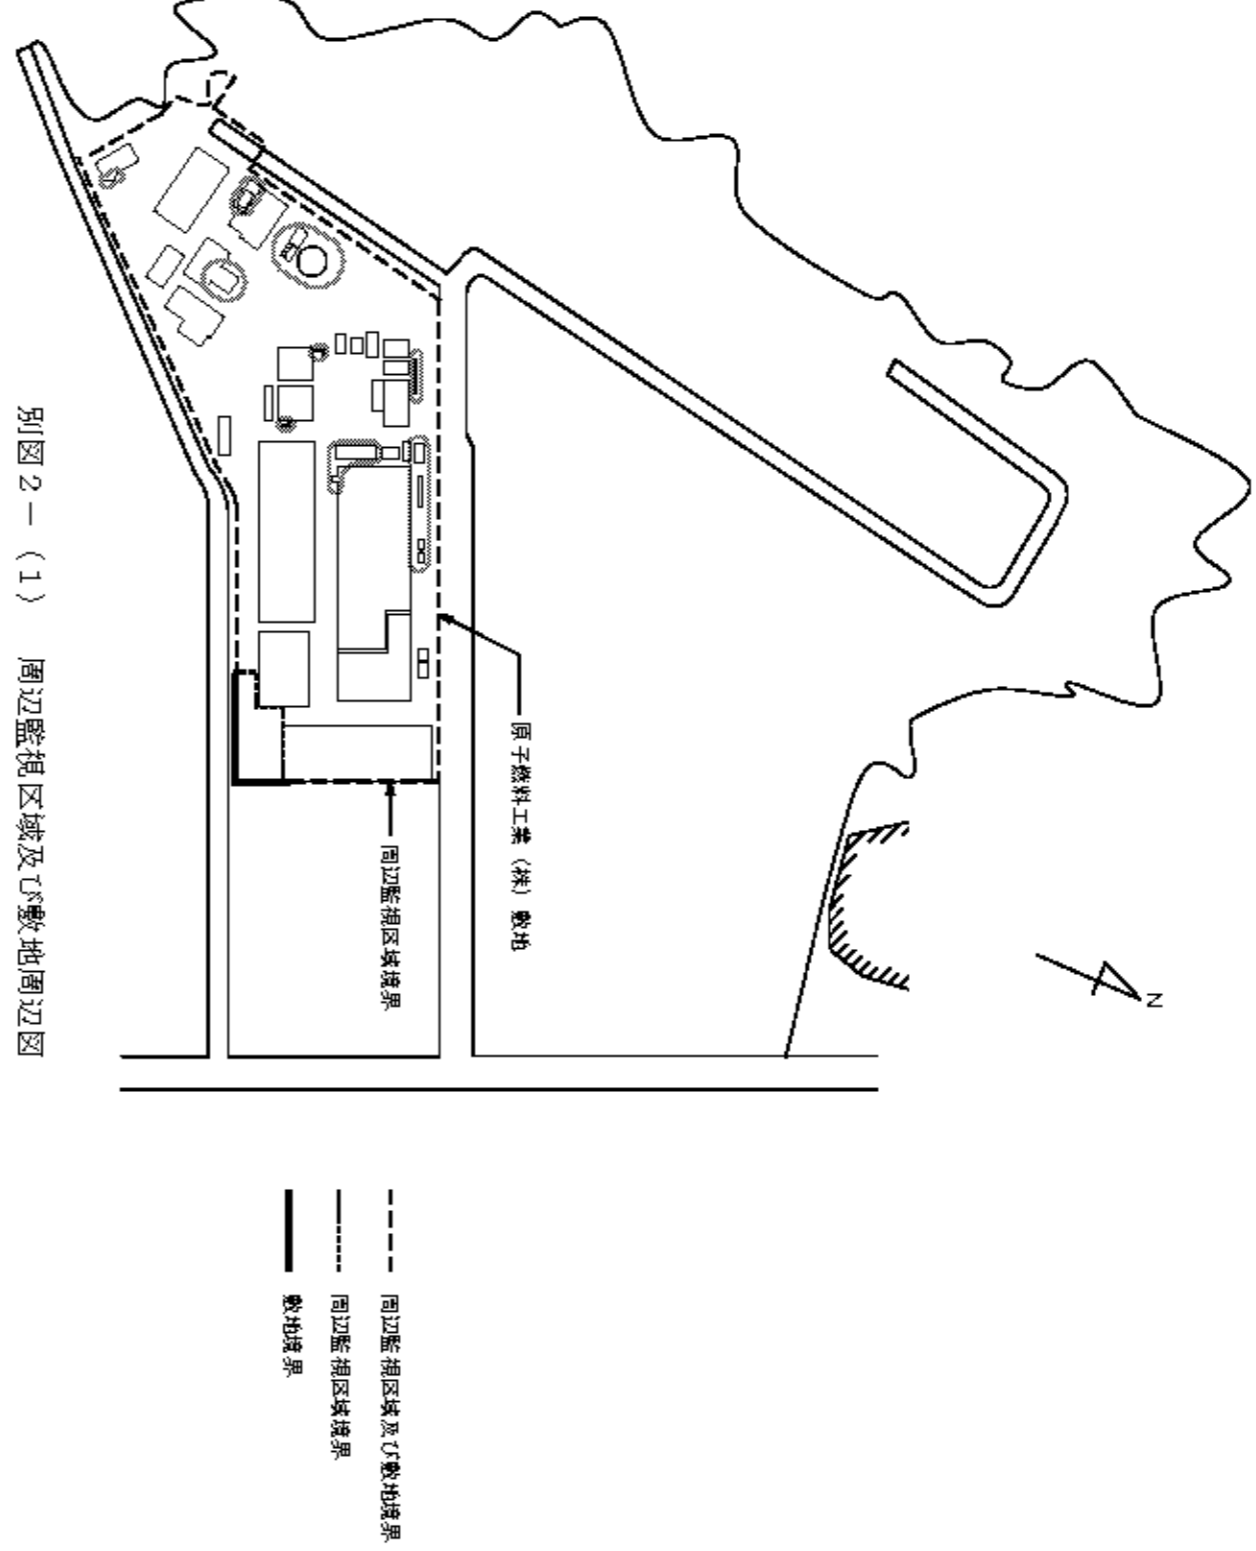 原子燃料工業(株)敷地
周辺監視区域境界
N
周辺監視区域及び敷地境界
周辺監視区域境界
敷地境界
別図2-(1) 周辺監視区域及び敷地周辺図